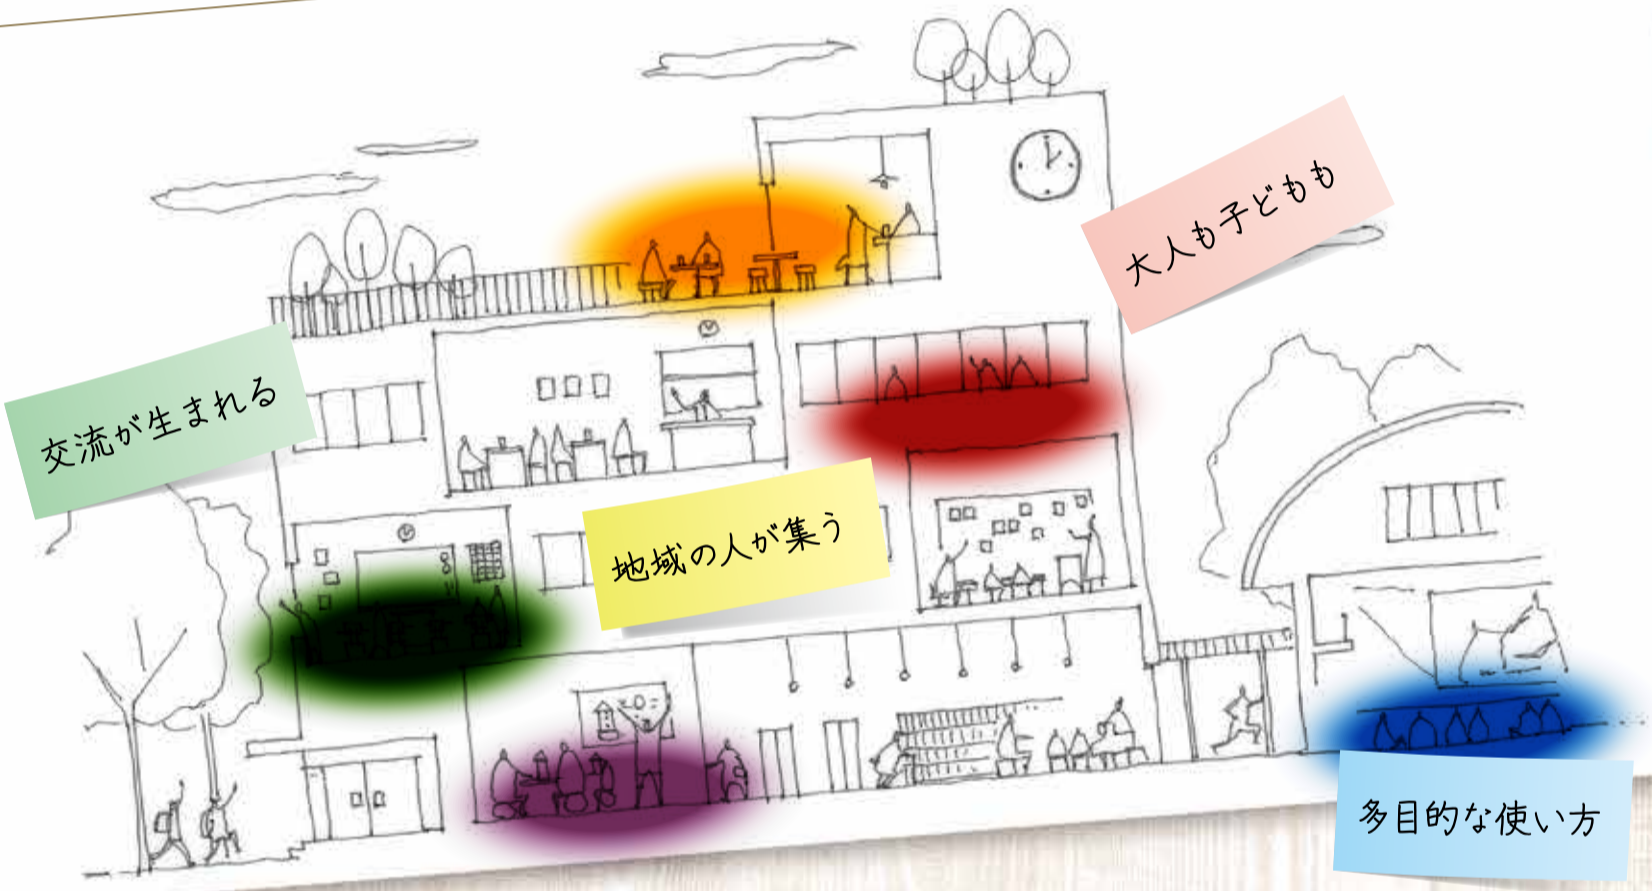 大人も子どもも
交流が生まれる
地域の人が集う
多目的な使い方